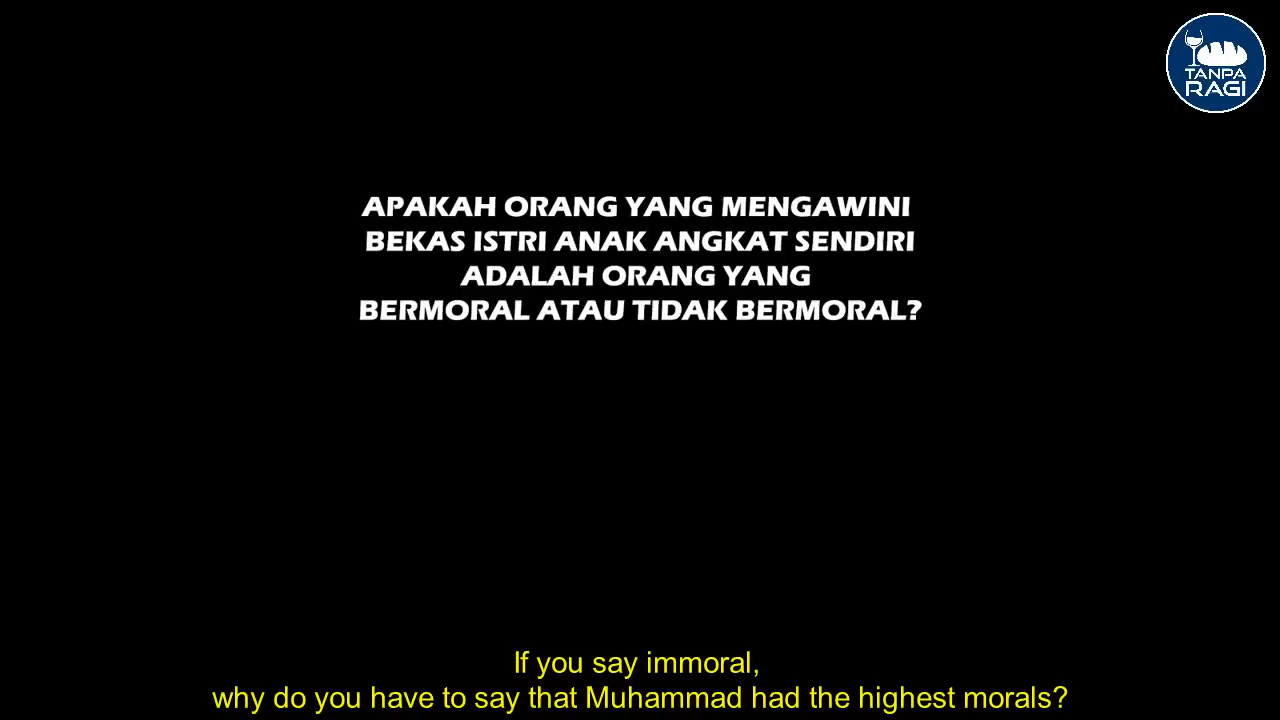 TANPA
RAGI
APAKAH ORANG YANG MENGAWINI
BEKAS ISTRI ANAK ANGKAT SENDIRI
ADALAH ORANG YANG
BERMORAL ATAU TIDAK BERMORAL?
If you say immoral,
why do you have to say that Muhammad had the highest morals?